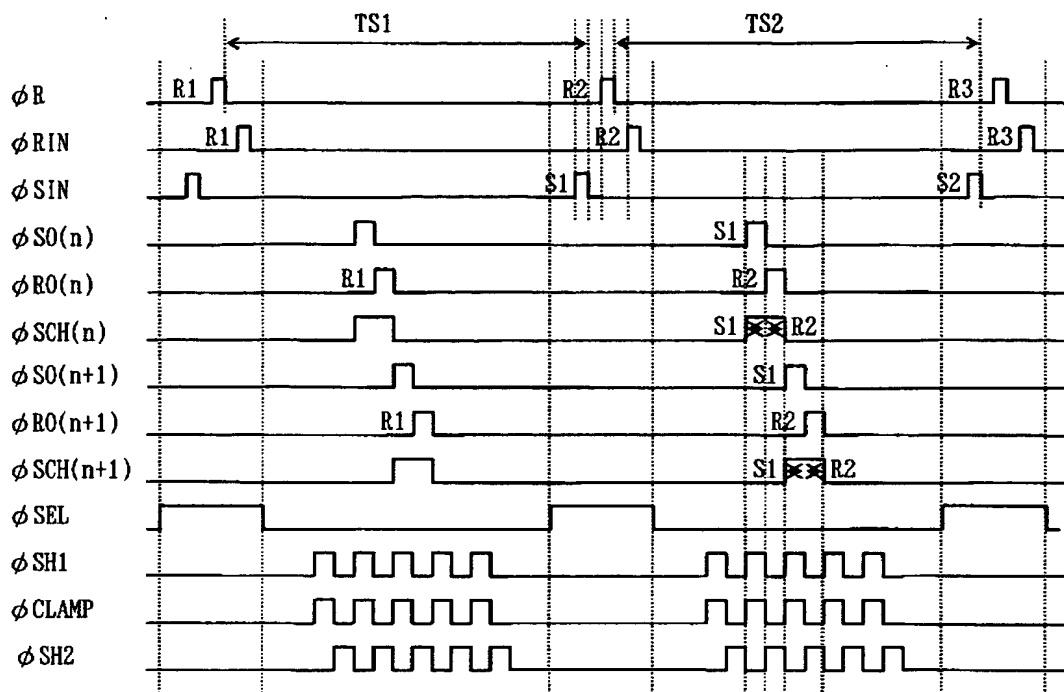 TS1 TS2
φR R1 R2 R3
φRIN R1 R2 R3
φSIN S1 S2
φSO(n) S1
φRO(n) R1 R2
φSCH(n) S1 R2
φSO(n+1) S1
φRO(n+1) R1 R2
φSCH(n+1) S1 R2
φSEL
φSH1
φCLAMP
φSH2